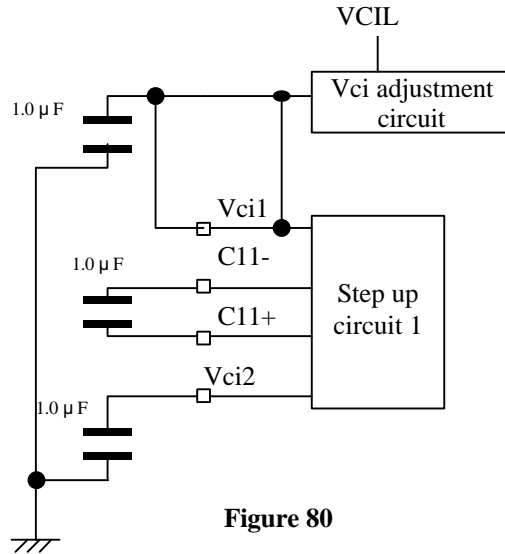 VCIL
Vci adjustment
circuit
1.0 µ F
Vci1
C11-
1.0 µ F
C11+
Step up
circuit 1
Vci2
1.0 µ F
Figure 80